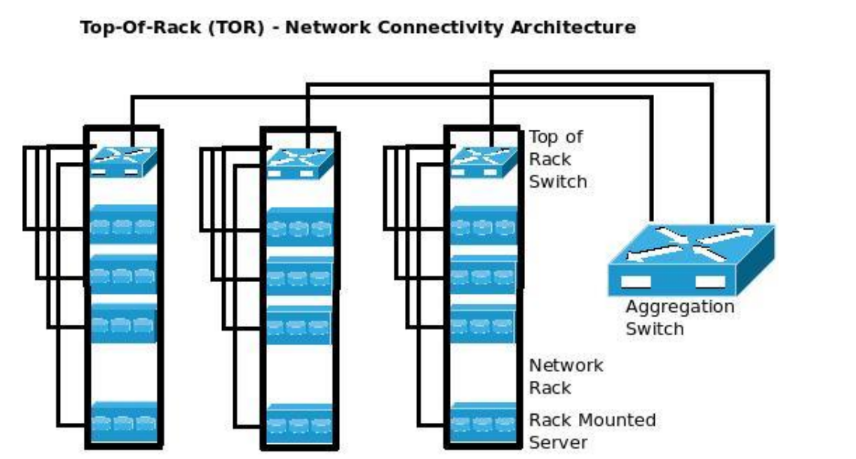 Top-Of-Rack (TOR) - Network Connectivity Architecture
Top of
Rack
Switch
Aggregation
Switch
Network
Rack
Rack Mounted
Server